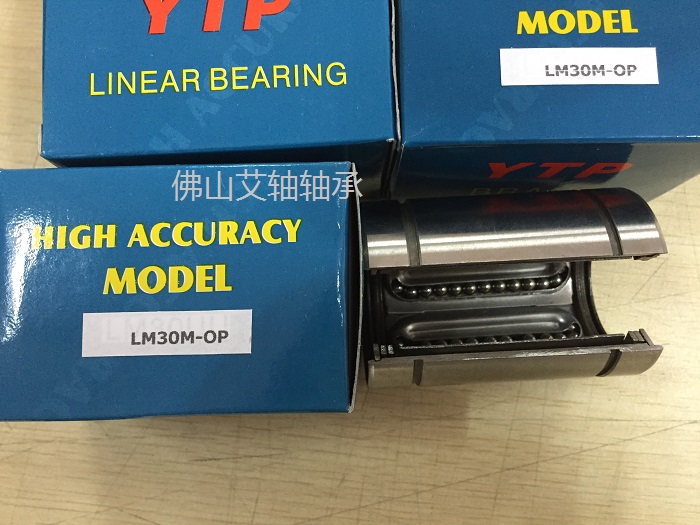 YTP
LINEAR BEARING
MODEL
LM30M-OP
YTP
佛山艾轴轴承
HIGH ACCURACY
MODEL
LM30M-OP